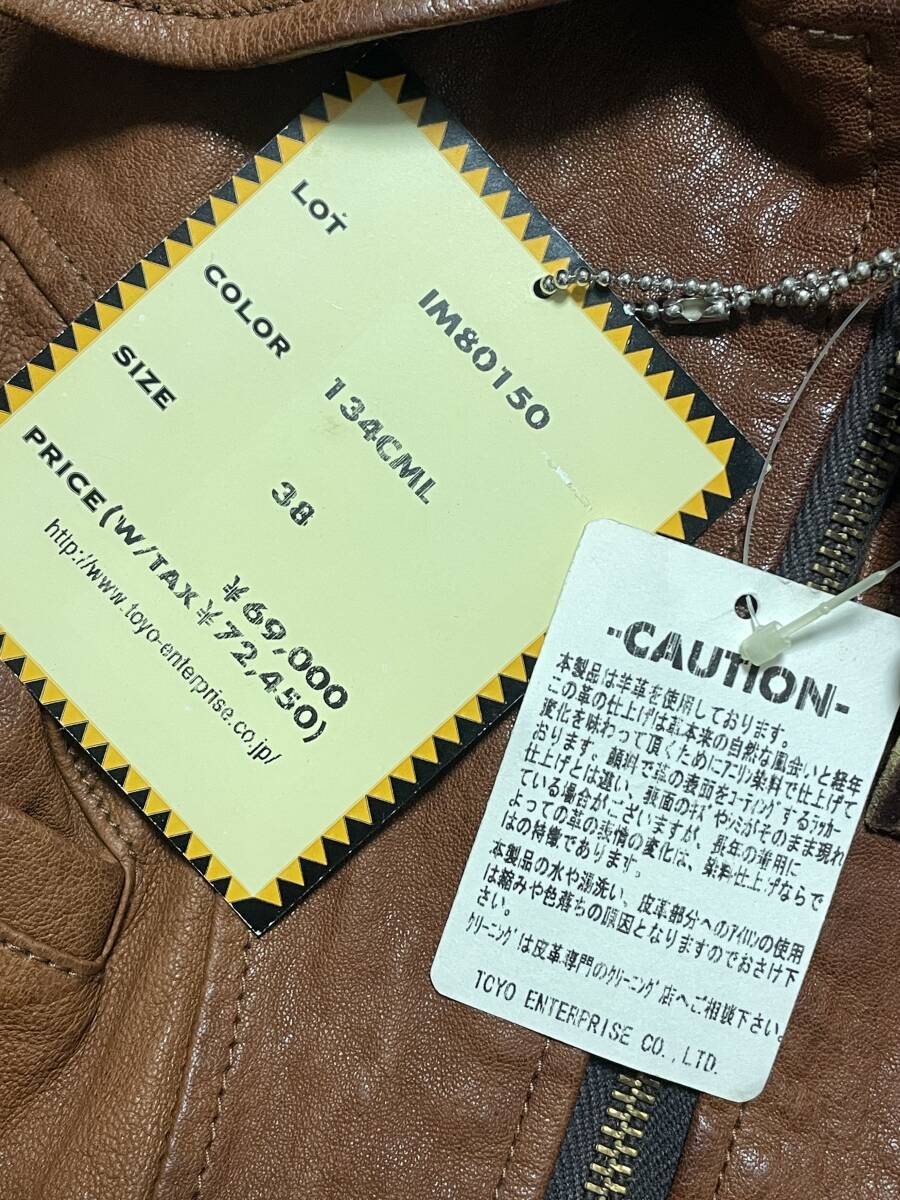 LOT IM80150
COLOR 134CML
SIZE 38
PRICE ¥69,000
(W/TAX ¥72,450)
http://www.toyo-enterprise.co.jp/
-CAUTION-
本製品は羊革を使用しております。
この革の仕上げは革本来の自然な風合いと経年
変化を味わって頂くためにアニリン染料で仕上げて
おります。顔料で革の表面をコーティングするラッカー
仕上げとは違い、表面のキズやシミがそのまま現れ
ている場合がございますが、長年の着用に
よっての革の表情の変化は、染料仕上げならで
はの特徴であります。
本製品の水や湯洗い、皮革部分へのアイロンの使用
は縮みや色落ちの原因となりますのでおさけ下
さい。
クリーニングは皮革専門のクリーニング店へご相談下さい。
TOYO ENTERPRISE CO.,LTD.